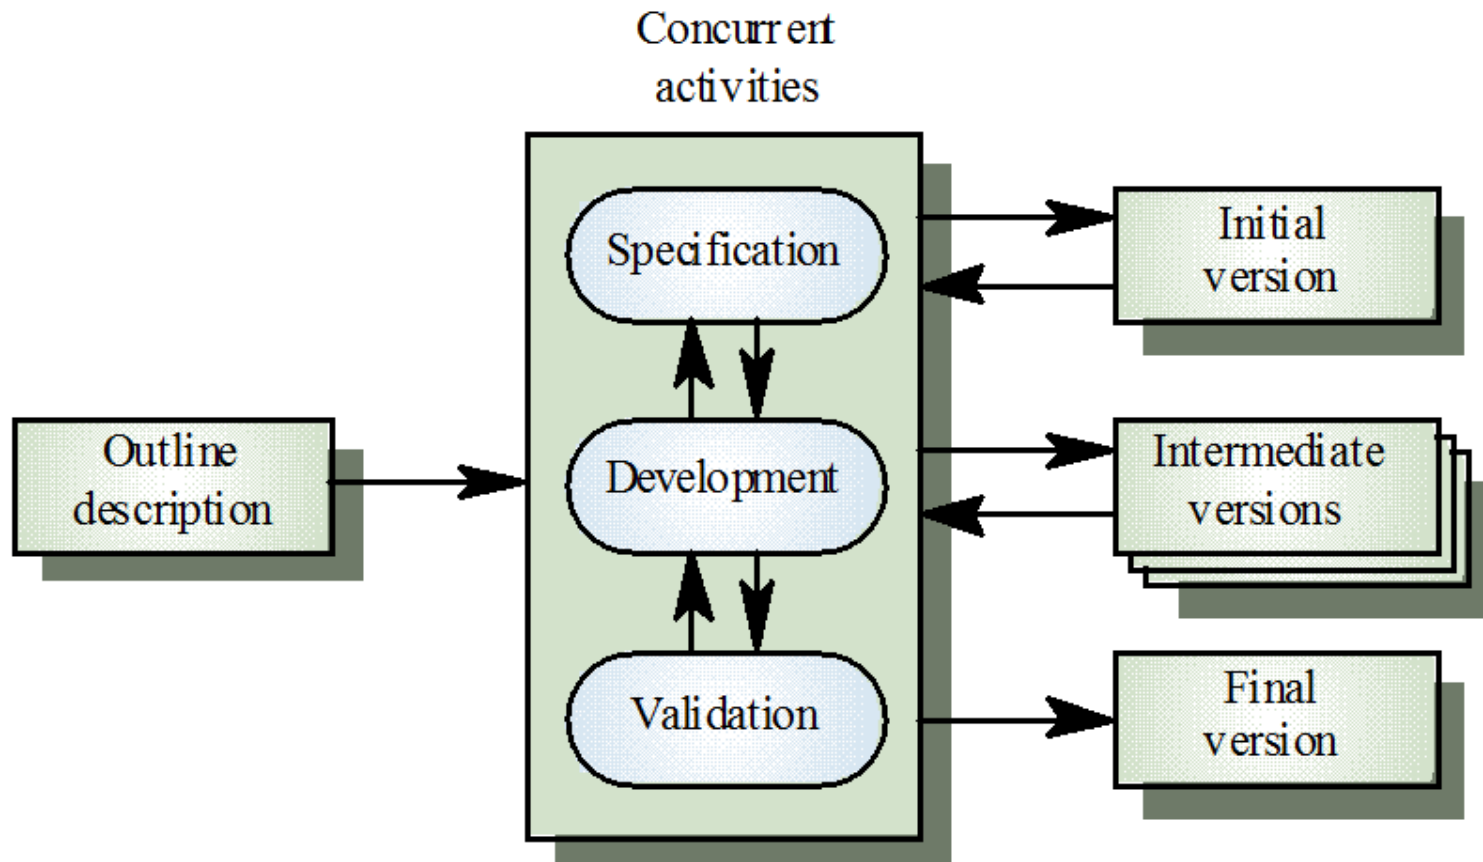 Concurrent
activities
Specification
Initial
version
Outline
description
Development
Intermediate
versions
Validation
Final
version